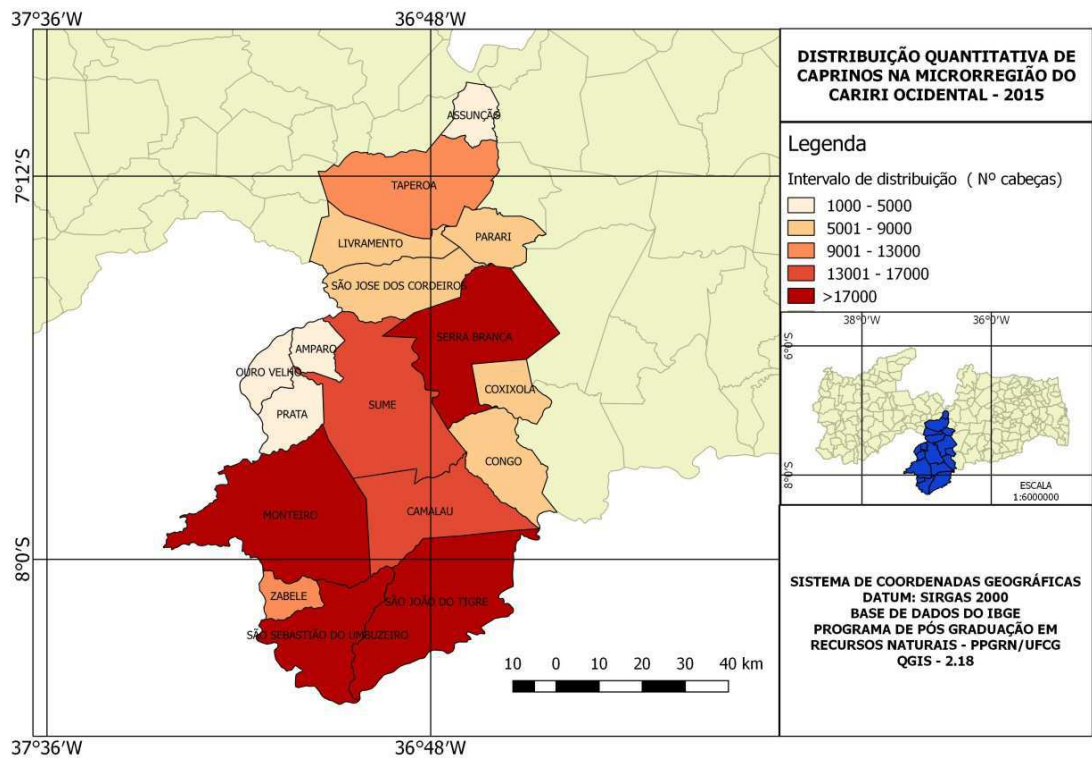 37°36'W
36°48'W
7°12'S
8°0'S
ASSUNÇÃO
TAPEROA
LIVRAMENTO
PARARI
SÃO JOSE DOS CORDEIROS
SERRA BRANCA
AMPARO
OURO VELHO
COXIXOLA
PRATA
SUME
CONGO
MONTEIRO
CAMALAU
ZABELE
SÃO JOÃO DO TIGRE
SÃO SEBASTIÃO DO UMBUZEIRO
10 0 10 20 30 40 km
37°36'W
36°48'W
DISTRIBUIÇÃO QUANTITATIVA DE
CAPRINOS NA MICRORREGIÃO DO
CARIRI OCIDENTAL - 2015
Legenda
Intervalo de distribuição ( Nº cabeças)
1000 - 5000
5001 - 9000
9001 - 13000
13001 - 17000
>17000
38°0'W
36°0'W
6°0'S
8°0'S
ESCALA
1:6000000
SISTEMA DE COORDENADAS GEOGRÁFICAS
DATUM: SIRGAS 2000
BASE DE DADOS DO IBGE
PROGRAMA DE PÓS GRADUAÇÃO EM
RECURSOS NATURAIS - PPGRN/UFCG
QGIS - 2.18